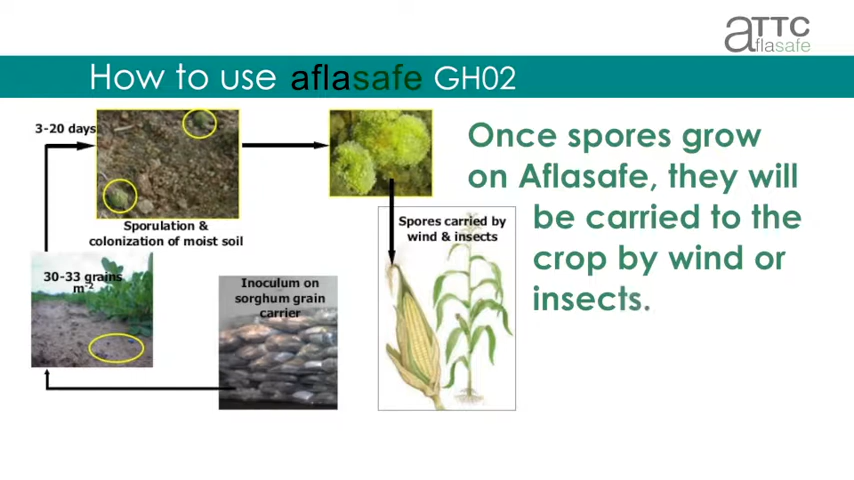 aTTC
aflasafe
How to use aflasafe GH02
3-20 days
Sporulation &
colonization of moist soil
30-33 grains
m-2
Inoculum on
sorghum grain
carrier
Spores carried by
wind & insects
Once spores grow
on Aflasafe, they will
be carried to the
crop by wind or
insects.